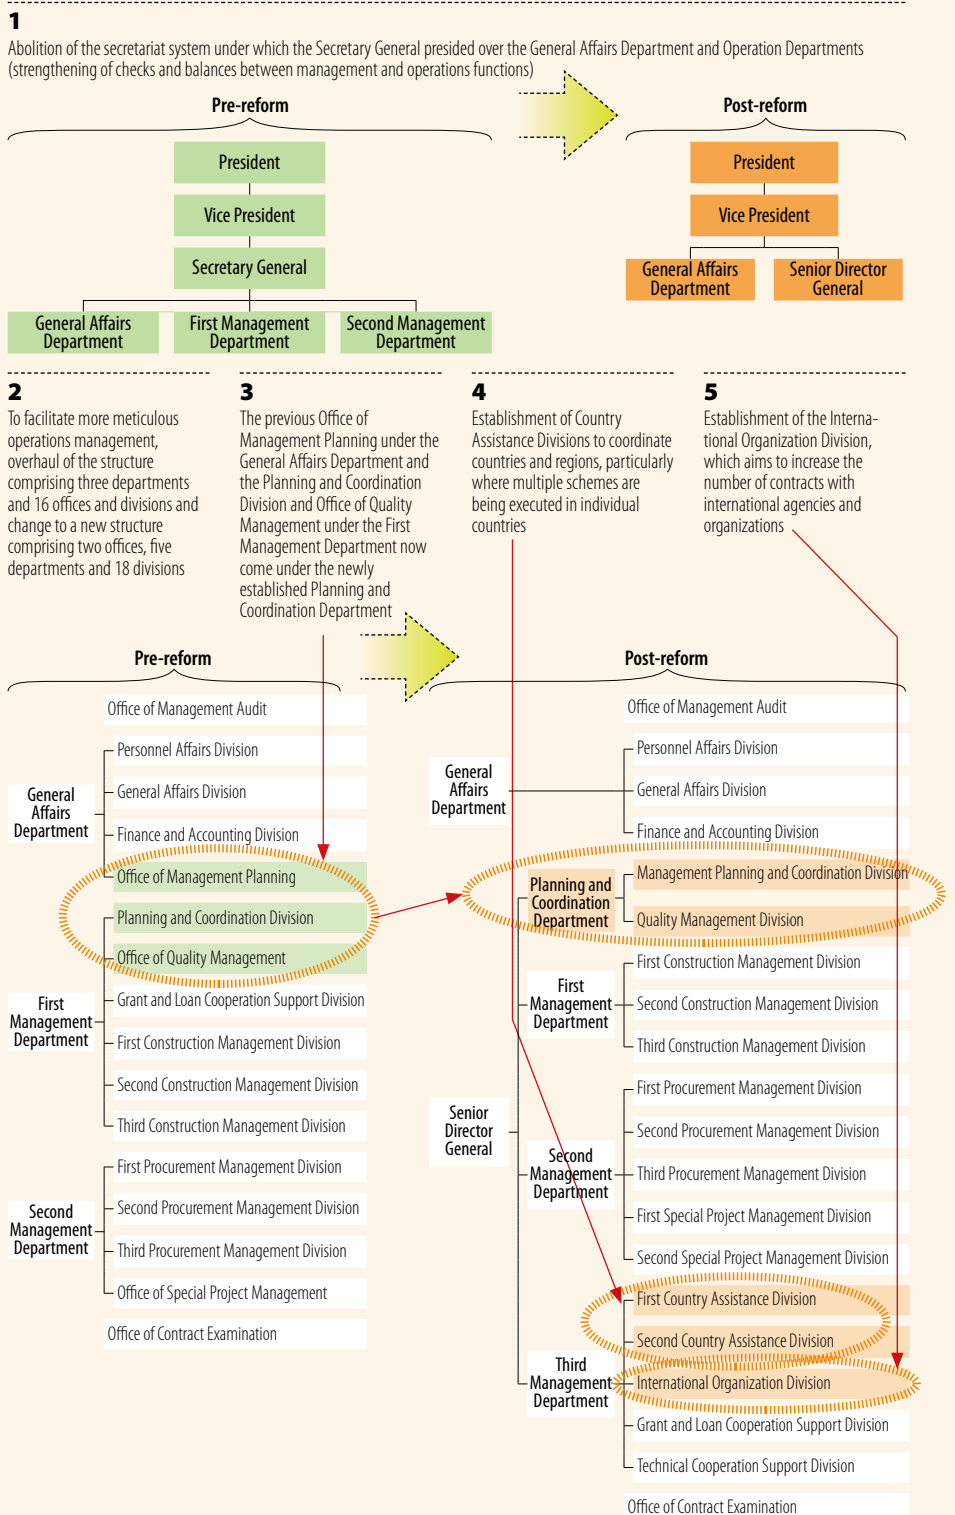 1
Abolition of the secretariat system under which the Secretary General presided over the General Affairs Department and Operation Departments
(strengthening of checks and balances between management and operations functions)
Pre-reform
President
Vice President
Secretary General
General Affairs
Department
First Management
Department
Second Management
Department
Post-reform
President
Vice President
General Affairs
Department
Senior Director
General
2
To facilitate more meticulous
operations management,
overhaul of the structure
comprising three departments
and 16 offices and divisions and
change to a new structure
comprising two offices, five
departments and 18 divisions
3
The previous Office of
Management Planning under the
General Affairs Department and
the Planning and Coordination
Division and Office of Quality
Management under the First
Management Department now
come under the newly
established Planning and
Coordination Department
4
Establishment of Country
Assistance Divisions to coordinate
countries and regions, particularly
where multiple schemes are
being executed in individual
countries
5
Establishment of the Interna-
tional Organization Division,
which aims to increase the
number of contracts with
international agencies and
organizations
Pre-reform
Office of Management Audit
General
Affairs
Department
Personnel Affairs Division
General Affairs Division
Finance and Accounting Division
Office of Management Planning
First
Management
Department
Planning and Coordination Division
Office of Quality Management
Grant and Loan Cooperation Support Division
First Construction Management Division
Second Construction Management Division
Third Construction Management Division
Second
Management
Department
First Procurement Management Division
Second Procurement Management Division
Third Procurement Management Division
Office of Special Project Management
Office of Contract Examination
Post-reform
Office of Management Audit
General
Affairs
Department
Personnel Affairs Division
General Affairs Division
Finance and Accounting Division
Senior
Director
General
Planning and
Coordination
Department
Management Planning and Coordination Division
Quality Management Division
First
Management
Department
First Construction Management Division
Second Construction Management Division
Third Construction Management Division
Second
Management
Department
First Procurement Management Division
Second Procurement Management Division
Third Procurement Management Division
First Special Project Management Division
Second Special Project Management Division
Third
Management
Department
First Country Assistance Division
Second Country Assistance Division
International Organization Division
Grant and Loan Cooperation Support Division
Technical Cooperation Support Division
Office of Contract Examination